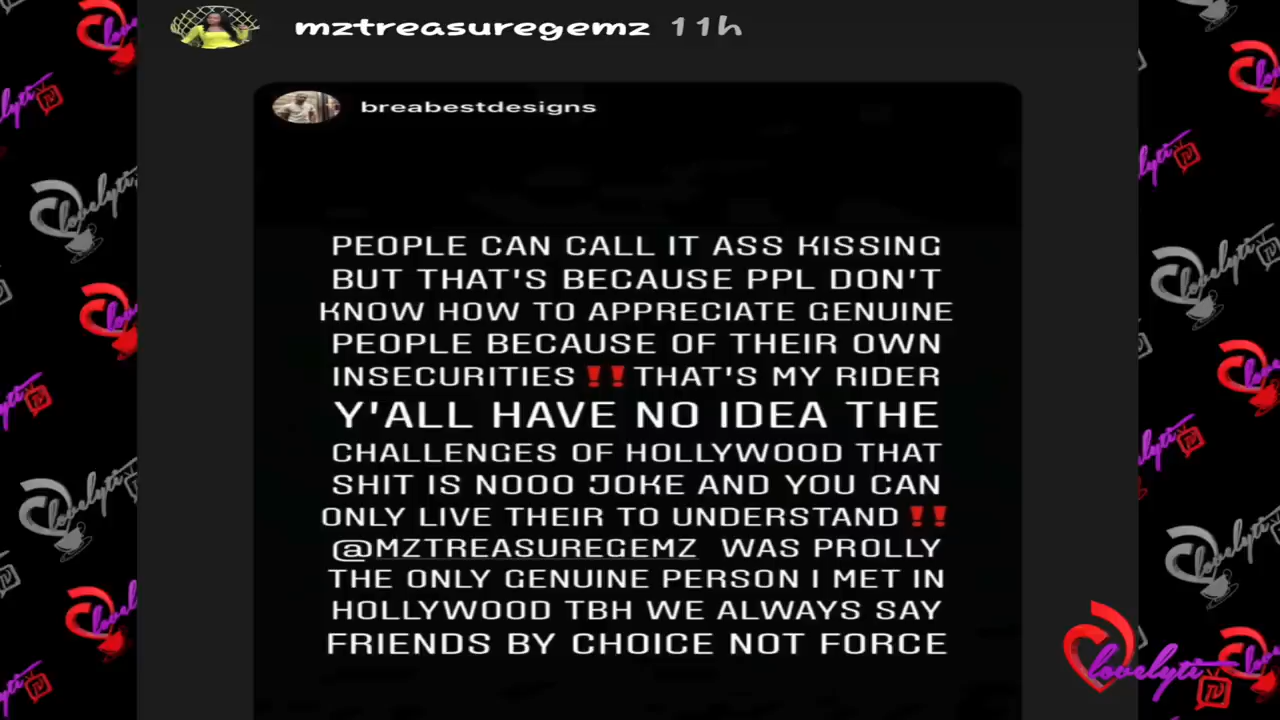 mztreasuregemz 11h
breabestdesigns
PEOPLE CAN CALL IT ASS KISSING
BUT THAT'S BECAUSE PPL DON'T
KNOW HOW TO APPRECIATE GENUINE
PEOPLE BECAUSE OF THEIR OWN
INSECURITIES ‼️THAT'S MY RIDER
Y'ALL HAVE NO IDEA THE
CHALLENGES OF HOLLYWOOD THAT
SHIT IS NOOO JOKE AND YOU CAN
ONLY LIVE THEIR TO UNDERSTAND ‼️
@MZTREASUREGEMZ WAS PROLLY
THE ONLY GENUINE PERSON I MET IN
HOLLYWOOD TBH WE ALWAYS SAY
FRIENDS BY CHOICE NOT FORCE
lovelyti TV